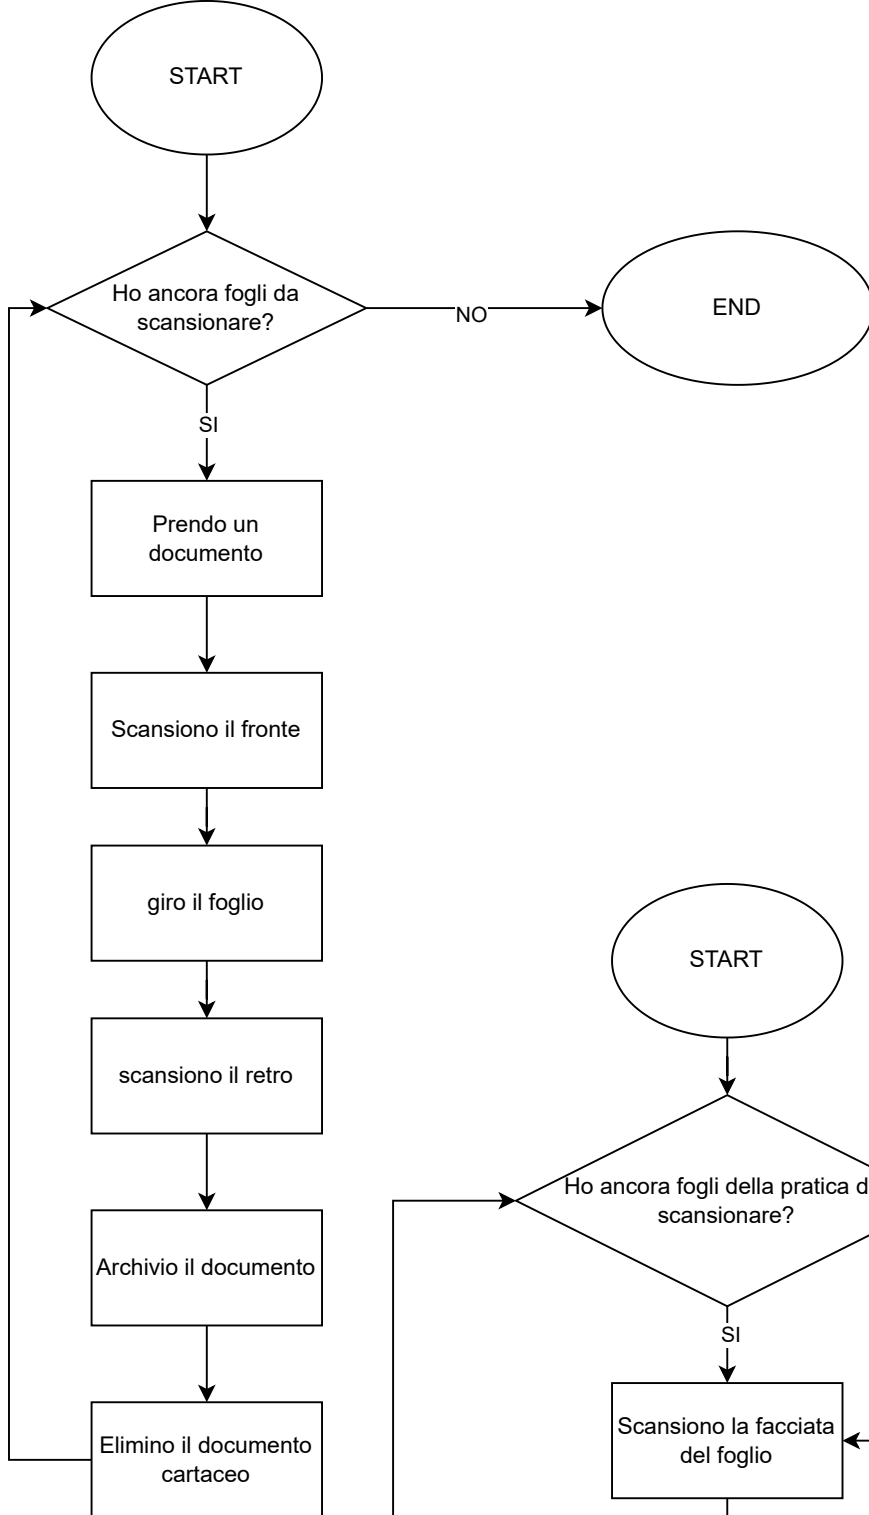 START
Ho ancora fogli da
scansionare?
NO
END
SI
Prendo un
documento
Scansiono il fronte
giro il foglio
scansiono il retro
Archivio il documento
Elimino il documento
cartaceo
START
Ho ancora fogli della pratica d
scansionare?
SI
Scansiono la facciata
del foglio